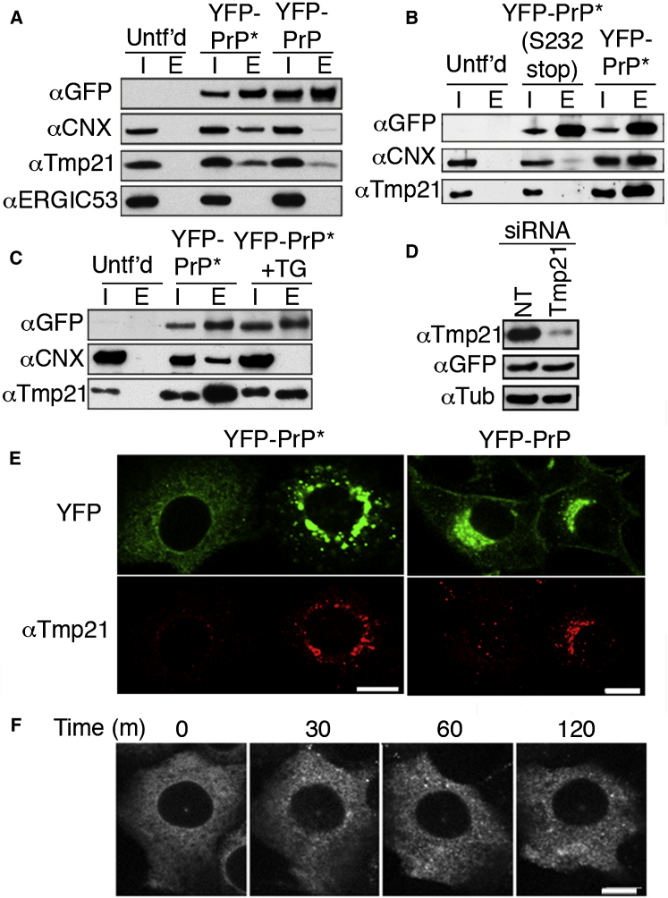 A
Untf'd
YFP-
PrP*
YFP-
PrP
I E I E I E
αGFP
αCNX
αTmp21
αERGIC53
B
YFP-PrP*
(S232
stop)
YFP-
PrP*
Untf'd
I E I E I E
αGFP
αCNX
αTmp21
C
Untf'd
YFP-
PrP*
YFP-PrP*
+TG
I E I E I E
αGFP
αCNX
αTmp21
D
siRNA
NT
Tmp21
αTmp21
αGFP
αTub
E
YFP-PrP* YFP-PrP
YFP
αTmp21
F Time (m) 0 30 60 120